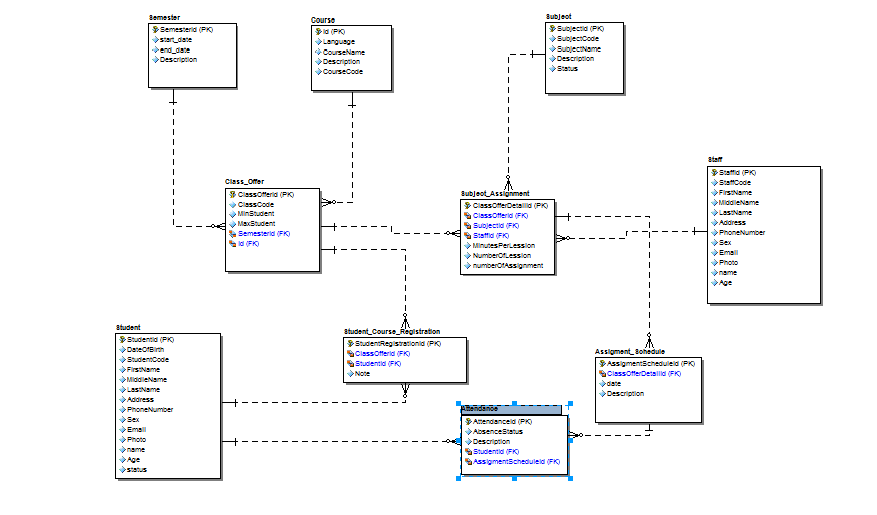 Semester
SemesterId (PK)
start_date
end_date
Description
Course
Id (PK)
Language
CourseName
Description
CourseCode
Subject
SubjectId (PK)
SubjectCode
SubjectName
Description
Status
Staff
StaffId (PK)
StaffCode
FirstName
MiddleName
LastName
Address
PhoneNumber
Sex
Email
Photo
name
Age
Class_Offer
ClassOfferId (PK)
ClassCode
MinStudent
MaxStudent
SemesterId (FK)
Id (FK)
Subject_Assignment
ClassOfferDetailId (PK)
ClassOfferId (FK)
SubjectId (FK)
StaffId (FK)
MinutesPerLession
NumberOfLession
numberOfAssignment
Student
StudentId (PK)
DateOfBirth
StudentCode
FirstName
MiddleName
LastName
Address
PhoneNumber
Sex
Email
Photo
name
Age
status
Student_Course_Registration
StudentRegistrationId (PK)
ClassOfferId (FK)
StudentId (FK)
Note
Assigment_Schedule
AssigmentScheduleId (PK)
ClassOfferDetailId (FK)
date
Description
Attendance
AttendanceId (PK)
AbsenceStatus
Description
StudentId (FK)
AssigmentScheduleId (FK)